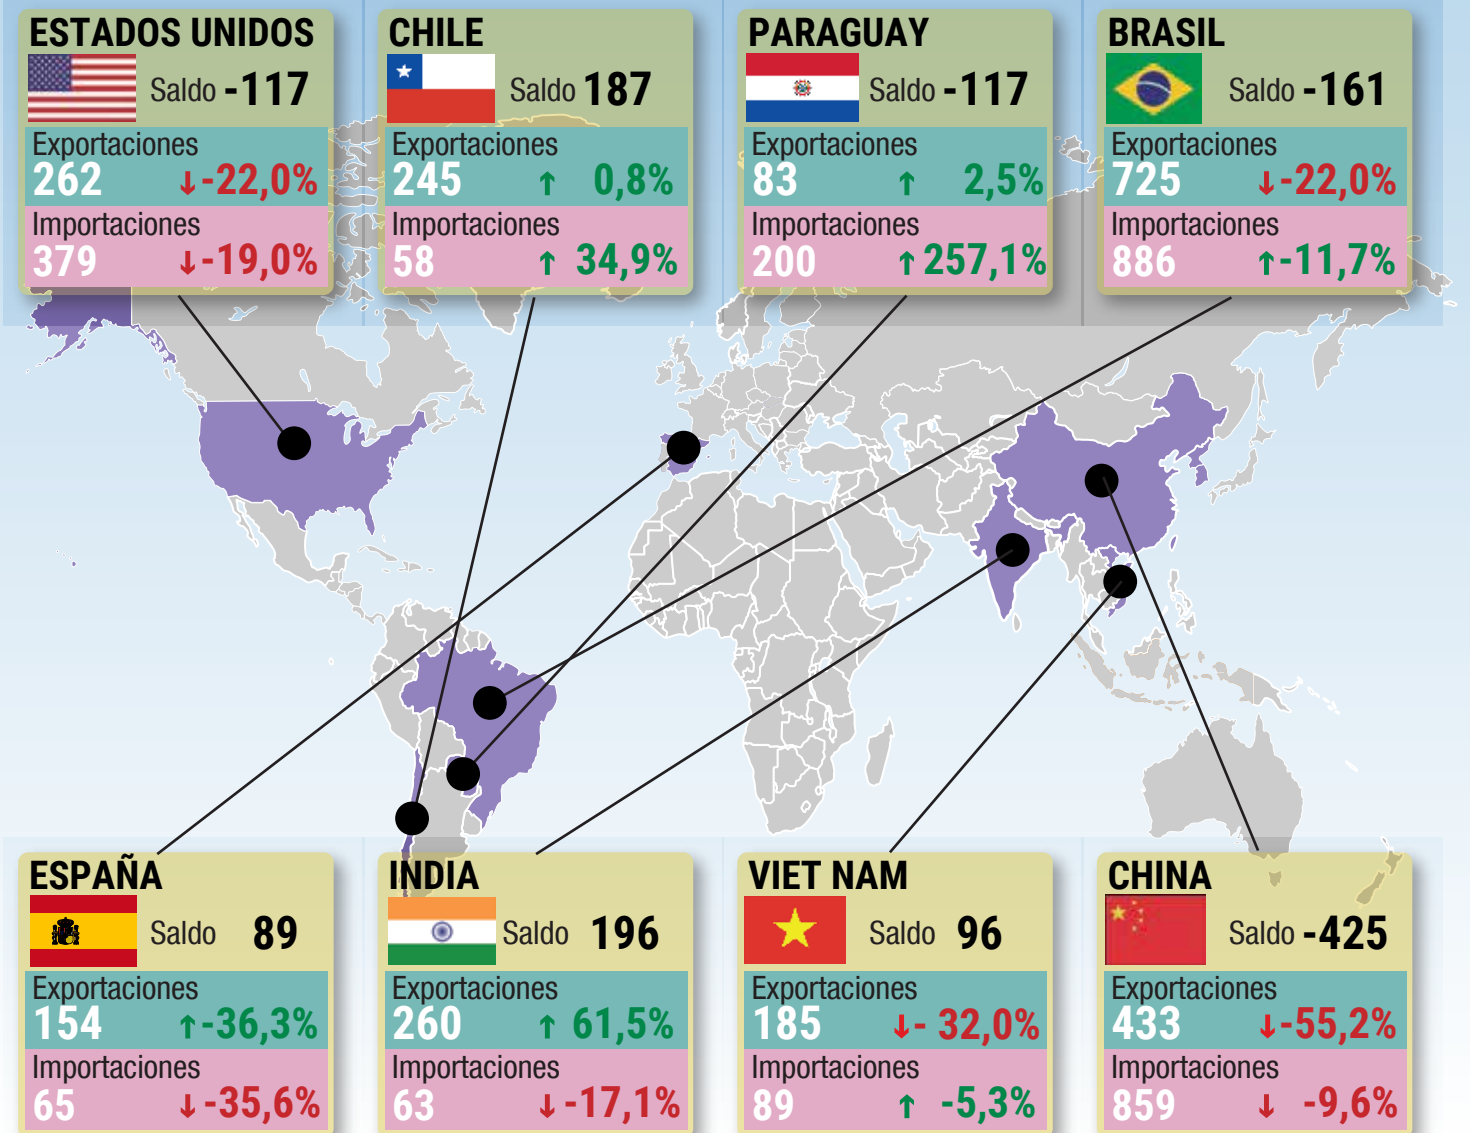 ESTADOS UNIDOS
Saldo -117
Exportaciones
262 ↓-22,0%
Importaciones
379 ↓-19,0%
CHILE
Saldo 187
Exportaciones
245 ↑ 0,8%
Importaciones
58 ↑ 34,9%
PARAGUAY
Saldo -117
Exportaciones
83 ↑ 2,5%
Importaciones
200 ↑257,1%
BRASIL
Saldo -161
Exportaciones
725 ↓-22,0%
Importaciones
886 ↑-11,7%
ESPAÑA
Saldo 89
Exportaciones
154 ↑-36,3%
Importaciones
65 ↓-35,6%
INDIA
Saldo 196
Exportaciones
260 ↑ 61,5%
Importaciones
63 ↓-17,1%
VIET NAM
Saldo 96
Exportaciones
185 ↓- 32,0%
Importaciones
89 ↑ -5,3%
CHINA
Saldo -425
Exportaciones
433 ↓-55,2%
Importaciones
859 ↓ -9,6%